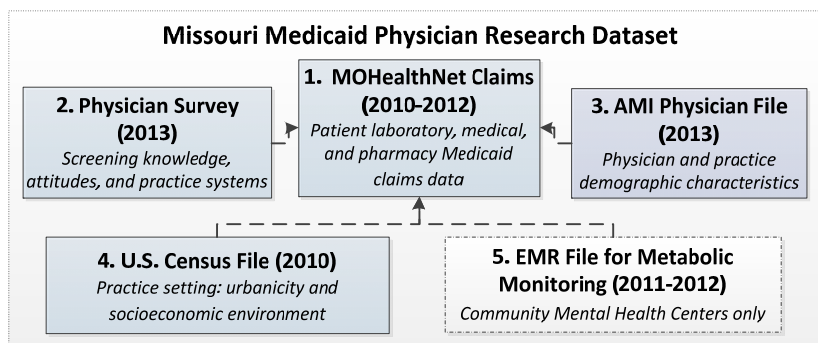 Missouri Medicaid Physician Research Dataset
1. MOHealthNet Claims
(2010-2012)
Patient laboratory, medical,
and pharmacy Medicaid
claims data
2. Physician Survey
(2013)
Screening knowledge,
attitudes, and practice systems
3. AMI Physician File
(2013)
Physician and practice
demographic characteristics
4. U.S. Census File (2010)
Practice setting: urbanicity and
socioeconomic environment
5. EMR File for Metabolic
Monitoring (2011-2012)
Community Mental Health Centers only